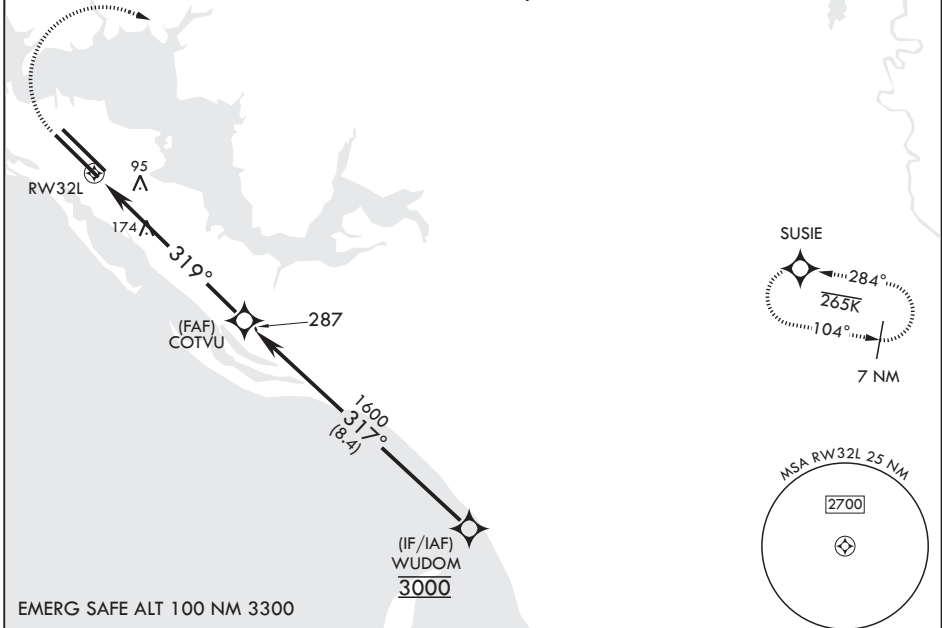 95
RW32L
174
319°
(FAF)
COTVU
287
1600
317°
(8.4)
(IF/IAF)
WUDOM
3000
SUSIE
284°
265K
104°
7 NM
MSA RW32L 25 NM
2700
EMERG SAFE ALT 100 NM 3300